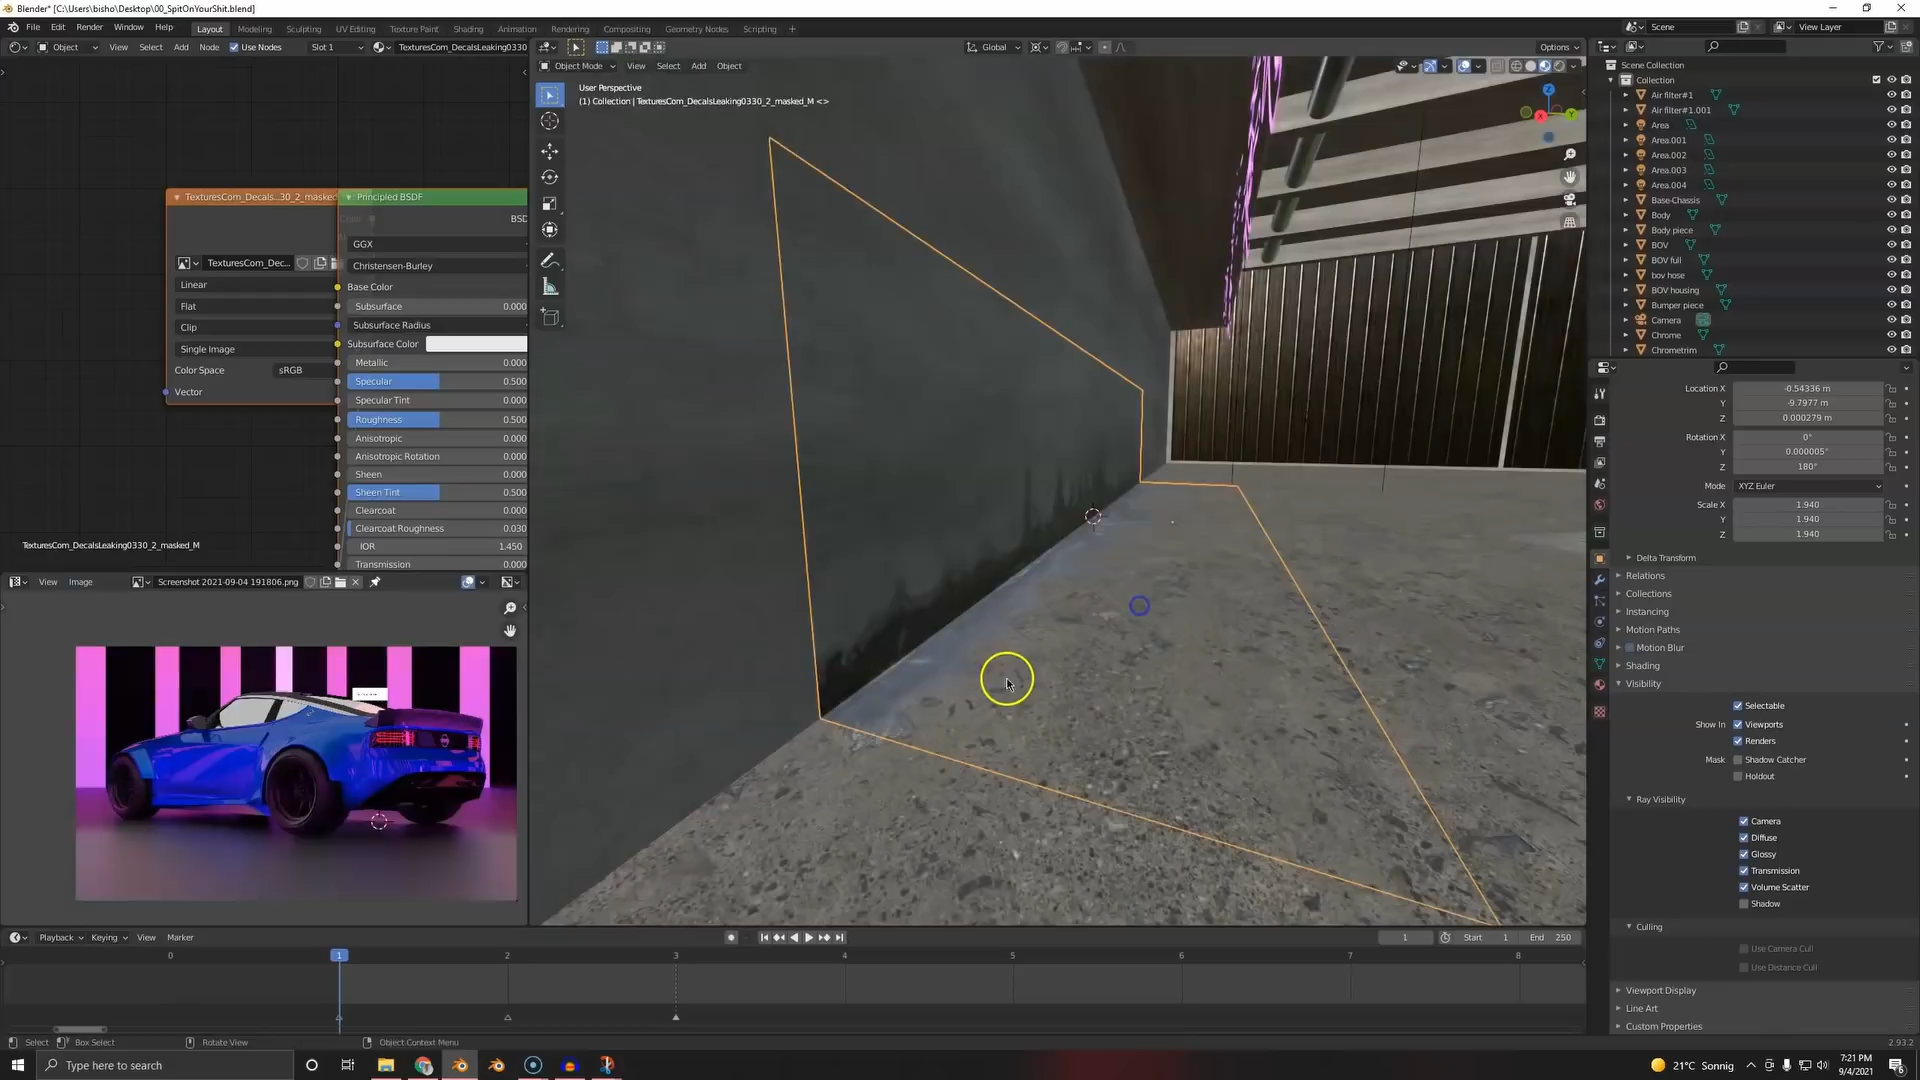 Blender* [C:\Users\bisho\Desktop\00_SpitOnYourShit.blend]
File Edit Render Window Help Layout Modeling Sculpting UV Editing Texture Paint Shading Animation Rendering Compositing Geometry Nodes Scripting + Scene View Layer
Object View Select Add Node Use Nodes Slot 1 TexturesCom_DecalsLeaking0330 Global Options
Object Mode View Select Add Object
User Perspective
(1) Collection | TexturesCom_DecalsLeaking0330_2_masked_M <>
TexturesCom_Decals...30_2_masked
TexturesCom_Dec...
Linear
Flat
Clip
Single Image
Color Space sRGB
Vector
Principled BSDF
BSD
GGX
Christensen-Burley
Base Color
Subsurface 0.000
Subsurface Radius
Subsurface Color
Metallic 0.000
Specular 0.500
Specular Tint 0.000
Roughness 0.500
Anisotropic 0.000
Anisotropic Rotation 0.000
Sheen 0.000
Sheen Tint 0.500
Clearcoat 0.000
Clearcoat Roughness 0.030
IOR 1.450
Transmission 0.000
TexturesCom_DecalsLeaking0330_2_masked_M
View Image Screenshot 2021-09-04 191806.png
Scene Collection
Collection
Air filter#1
Air filter#1.001
Area
Area.001
Area.002
Area.003
Area.004
Base-Chassis
Body
Body piece
BOV
BOV full
bov hose
BOV housing
Bumper piece
Camera
Chrome
Chrometrim
Location X -0.54336 m
Y -9.7977 m
Z 0.000279 m
Rotation X 0°
Y 0.000005°
Z 180°
Mode XYZ Euler
Scale X 1.940
Y 1.940
Z 1.940
Delta Transform
Relations
Collections
Instancing
Motion Paths
Motion Blur
Shading
Visibility
Selectable
Show In Viewports
Renders
Mask Shadow Catcher
Holdout
Ray Visibility
Camera
Diffuse
Glossy
Transmission
Volume Scatter
Shadow
Culling
Use Camera Cull
Use Distance Cull
Viewport Display
Line Art
Custom Properties
Playback Keying View Marker 1 Start 1 End 250
0 1 2 3 4 5 6 7 8
Select Box Select Rotate View Object Context Menu 2.93.2
Type here to search 21°C Sonnig 7:21 PM
9/4/2021